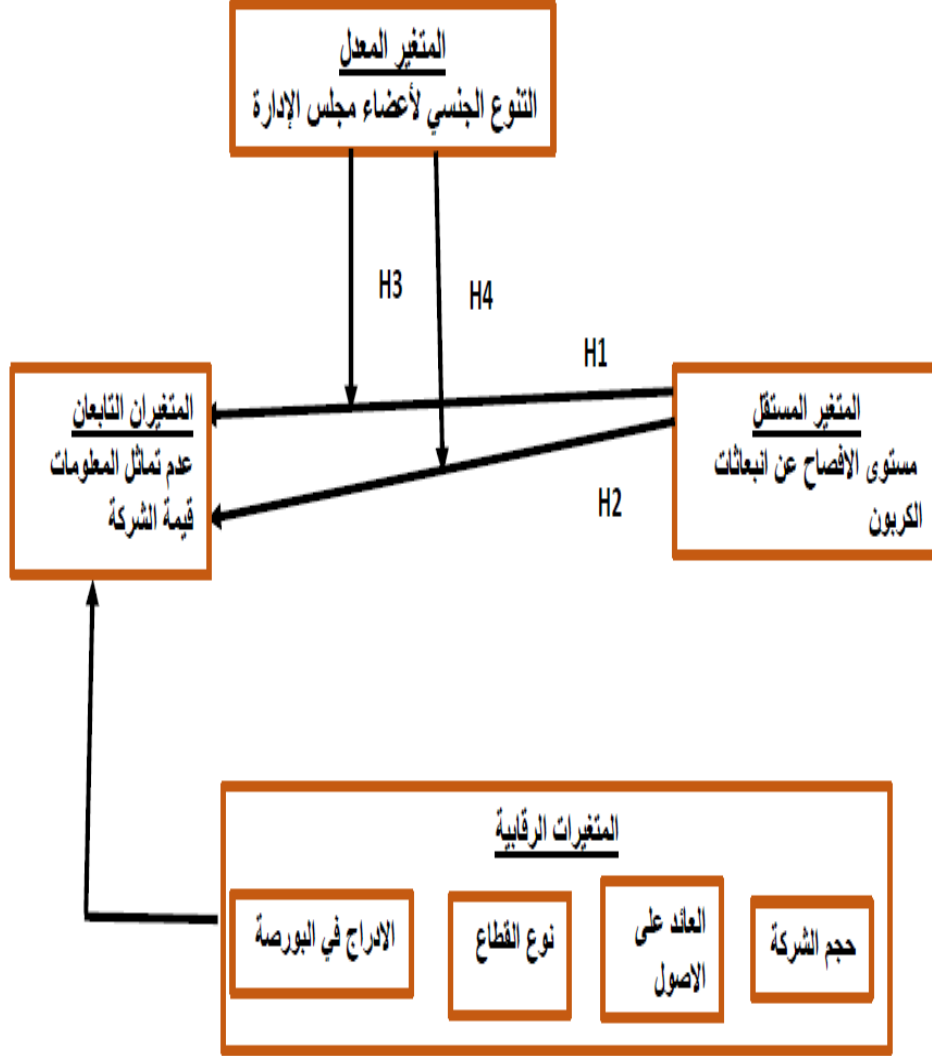 المتغير المعدل
التنوع الجنسي لأعضاء مجلس الإدارة
H3
H4
H1
المتغير المستقل
مستوى الافصاح عن انبعاثات
الكربون
المتغيران التابعان
عدم تماثل المعلومات
قيمة الشركة
H2
المتغيرات الرقابية
حجم الشركة
العائد على
الاصول
نوع القطاع
الادراج في البورصة